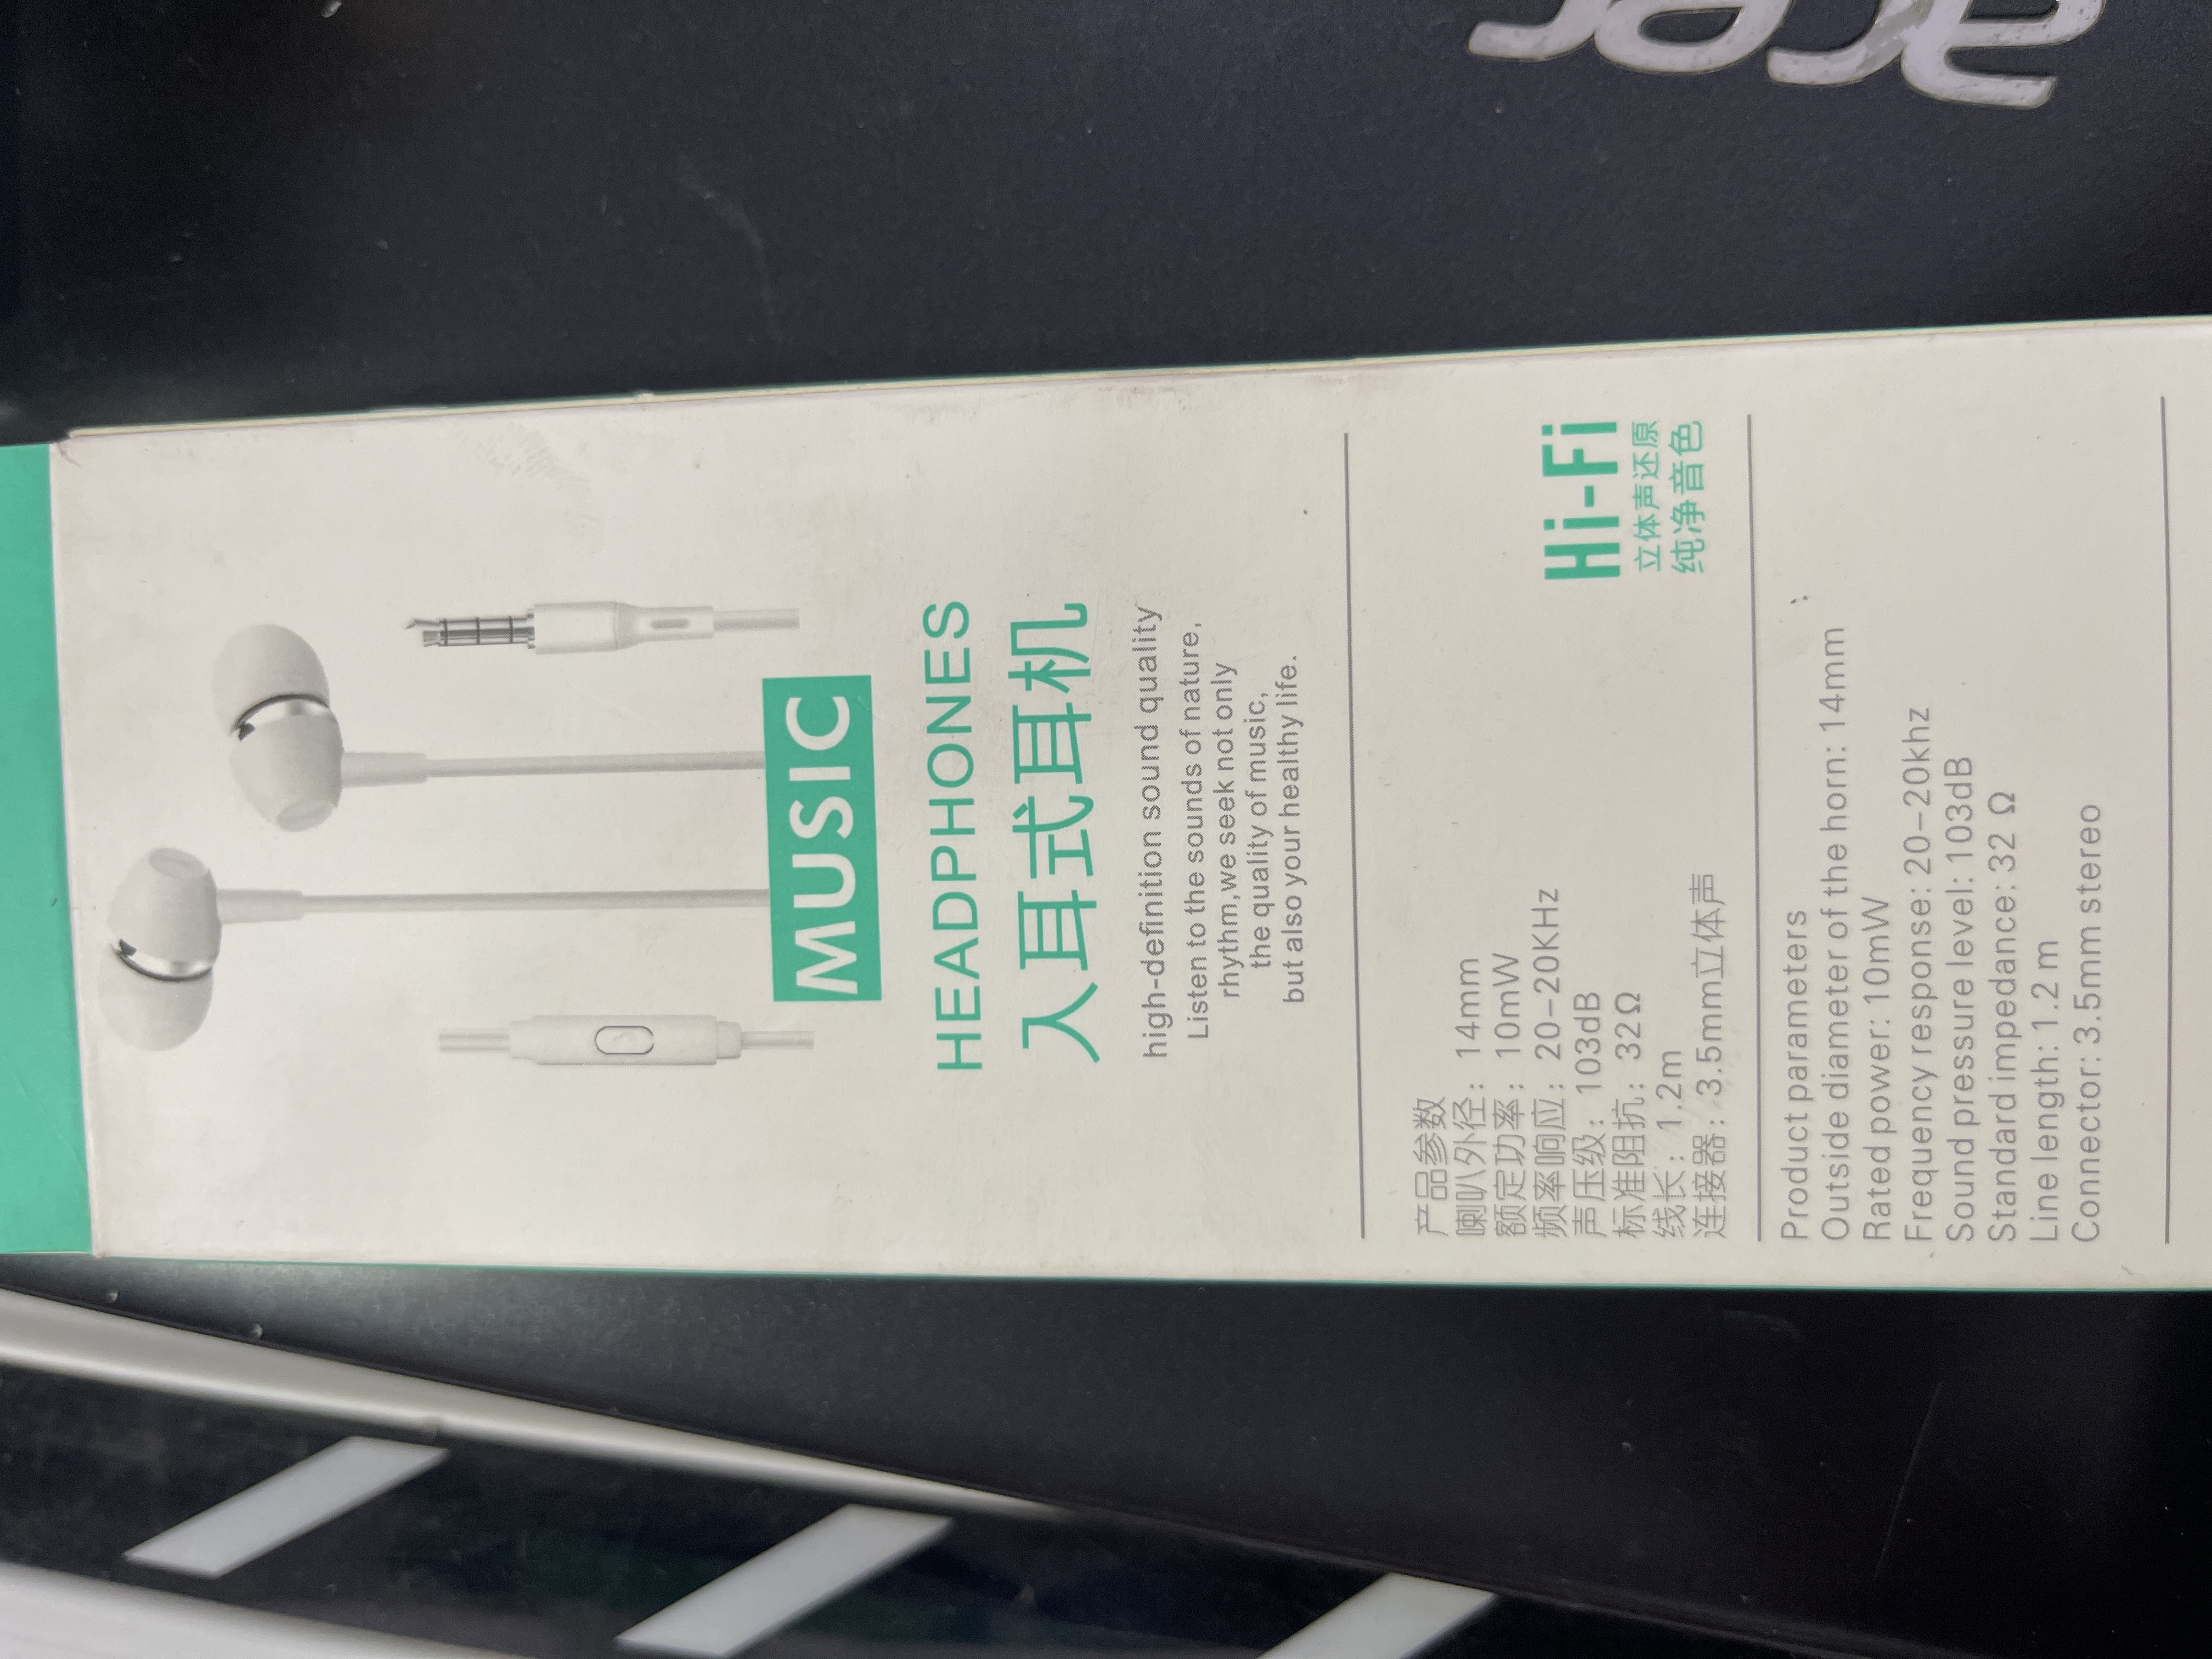 acer
MUSIC
HEADPHONES
入耳式耳机
high-definition sound quality
Listen to the sounds of nature,
rhythm,we seek not only
the quality of music,
but also your healthy life.
产品参数
喇叭外径：14mm
额定功率：10mW
频率响应：20-20KHz
声压级：103dB
标准阻抗：32Ω
线长：1.2m
连接器：3.5mm立体声
Hi-Fi
立体声还原
纯净音色
Product parameters
Outside diameter of the horn: 14mm
Rated power: 10mW
Frequency response: 20-20khz
Sound pressure level: 103dB
Standard impedance: 32 Ω
Line length: 1.2 m
Connector: 3.5mm stereo